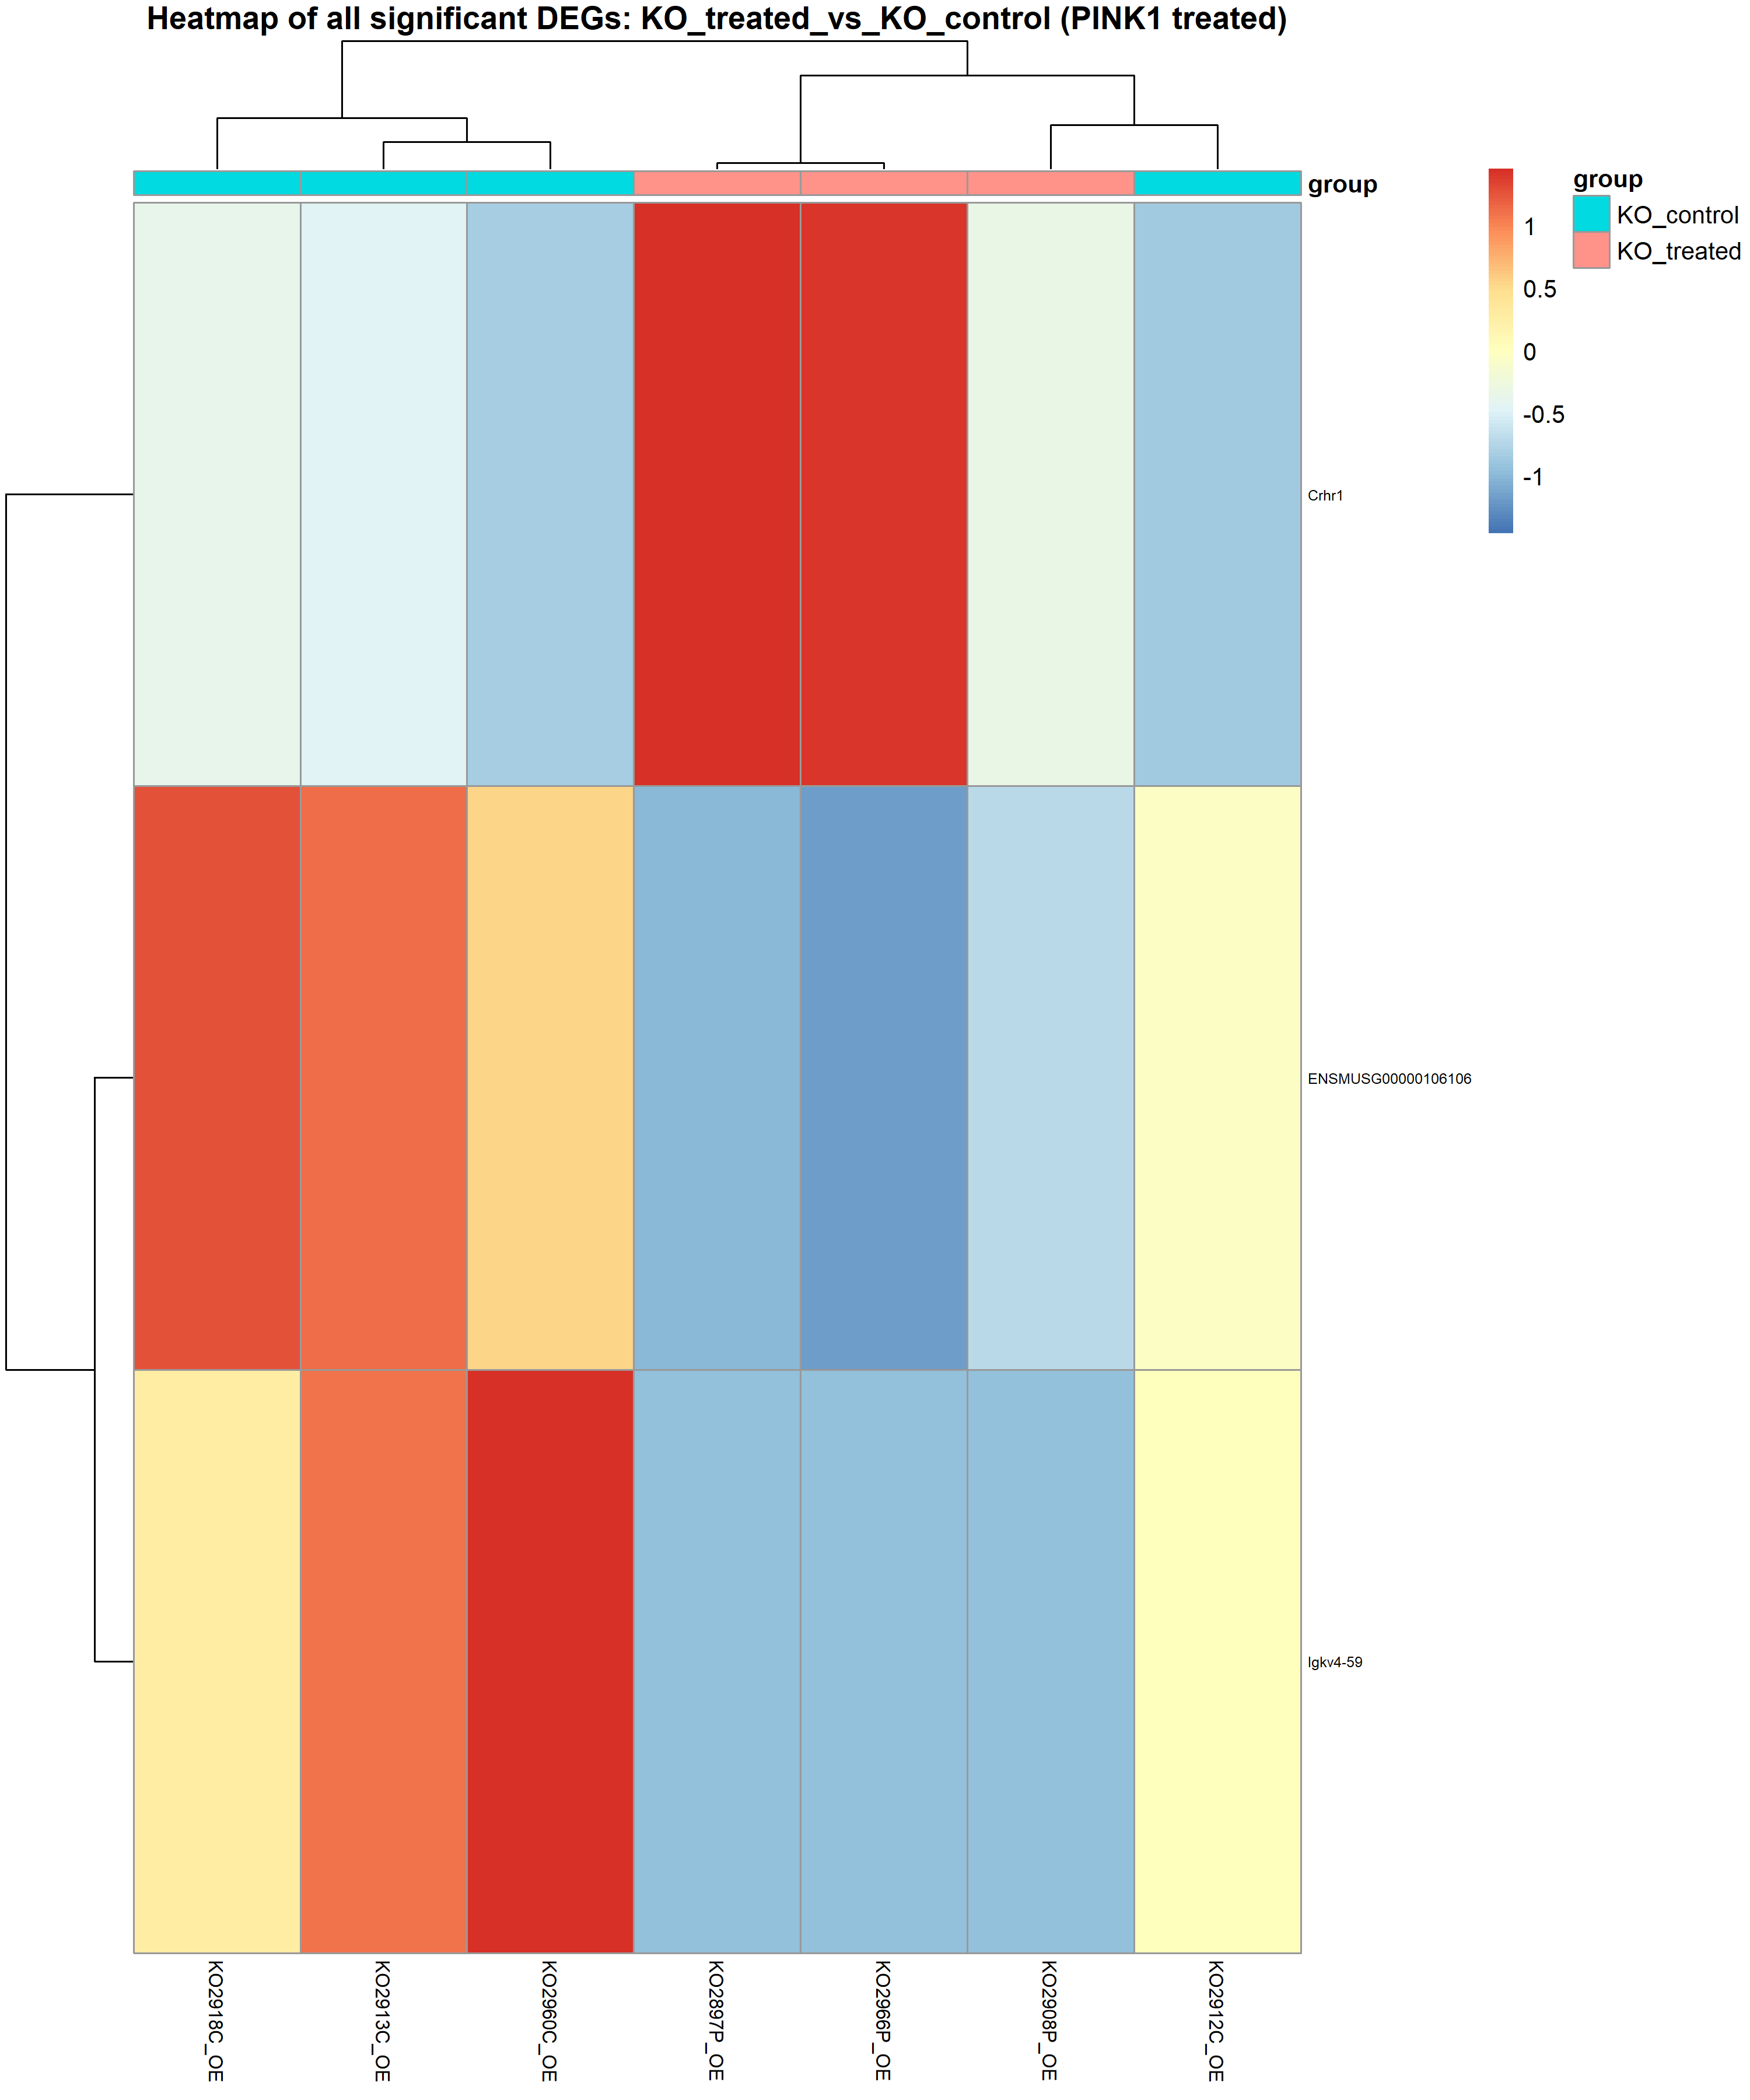 Heatmap of all significant DEGs: KO_treated_vs_KO_control (PINK1 treated)
group
group
KO_control
KO_treated
1
0.5
0
-0.5
-1
Crhr1
ENSMUSG00000106106
Igkv4-59
KO2918C_OE
KO2913C_OE
KO2960C_OE
KO2897P_OE
KO2966P_OE
KO2908P_OE
KO2912C_OE